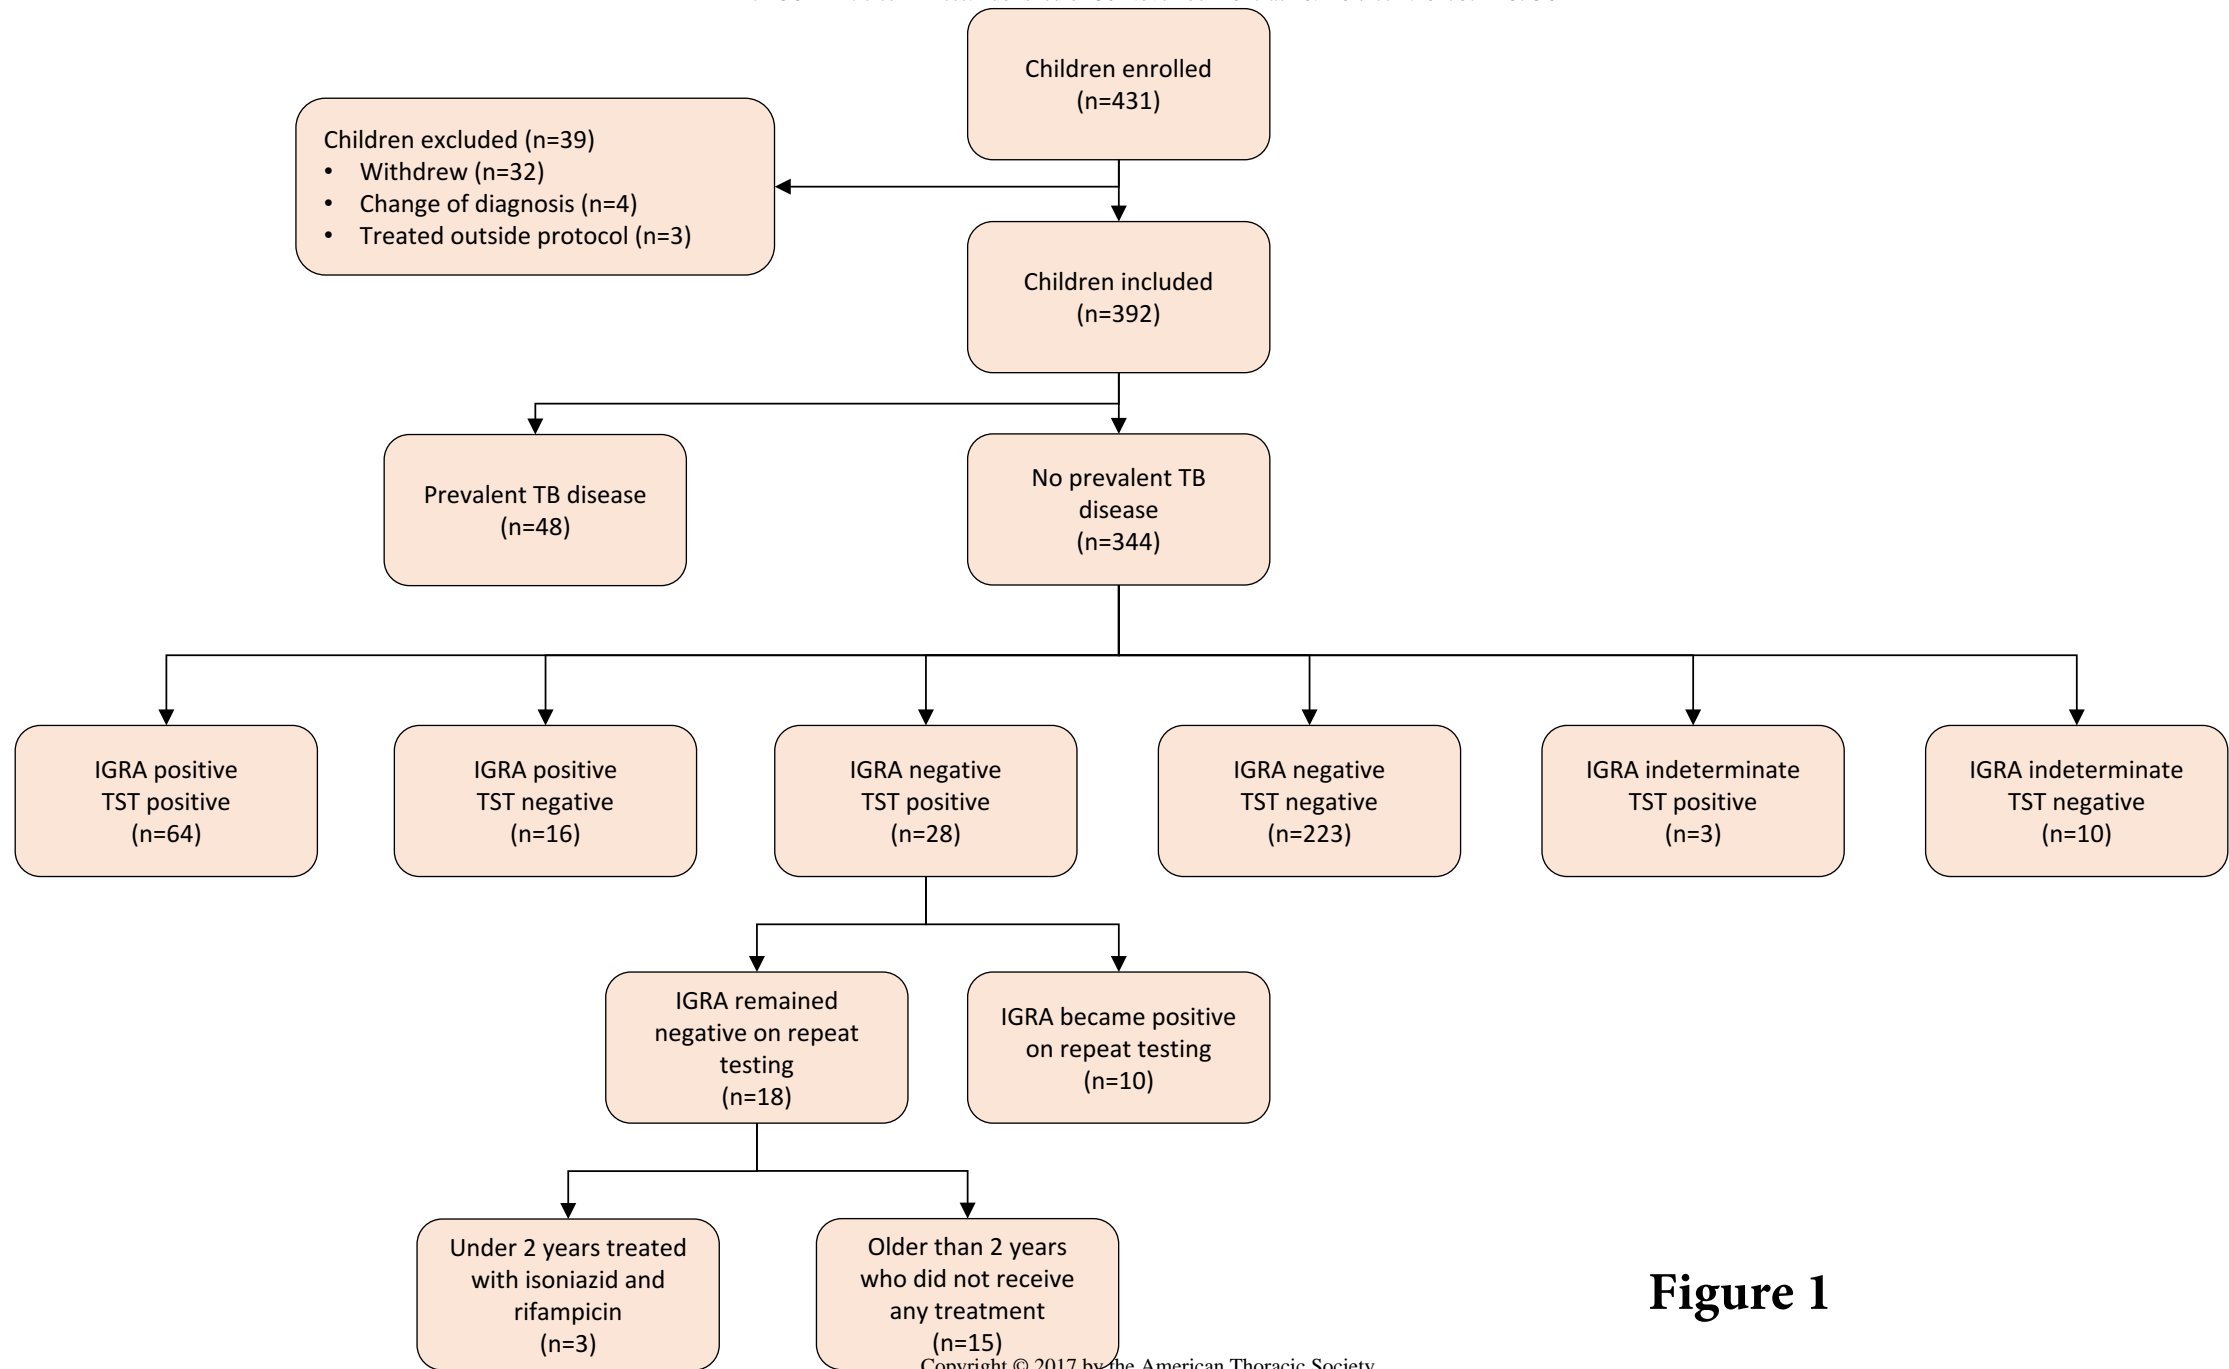 Children enrolled
(n=431)
Children excluded (n=39)
• Withdrew (n=32)
• Change of diagnosis (n=4)
• Treated outside protocol (n=3)
Children included
(n=392)
Prevalent TB disease
(n=48)
No prevalent TB
disease
(n=344)
IGRA positive
TST positive
(n=64)
IGRA positive
TST negative
(n=16)
IGRA negative
TST positive
(n=28)
IGRA negative
TST negative
(n=223)
IGRA indeterminate
TST positive
(n=3)
IGRA indeterminate
TST negative
(n=10)
IGRA remained
negative on repeat
testing
(n=18)
IGRA became positive
on repeat testing
(n=10)
Under 2 years treated
with isoniazid and
rifampicin
(n=3)
Older than 2 years
who did not receive
any treatment
(n=15)
Figure 1
Copyright © 2017 by the American Thoracic Society